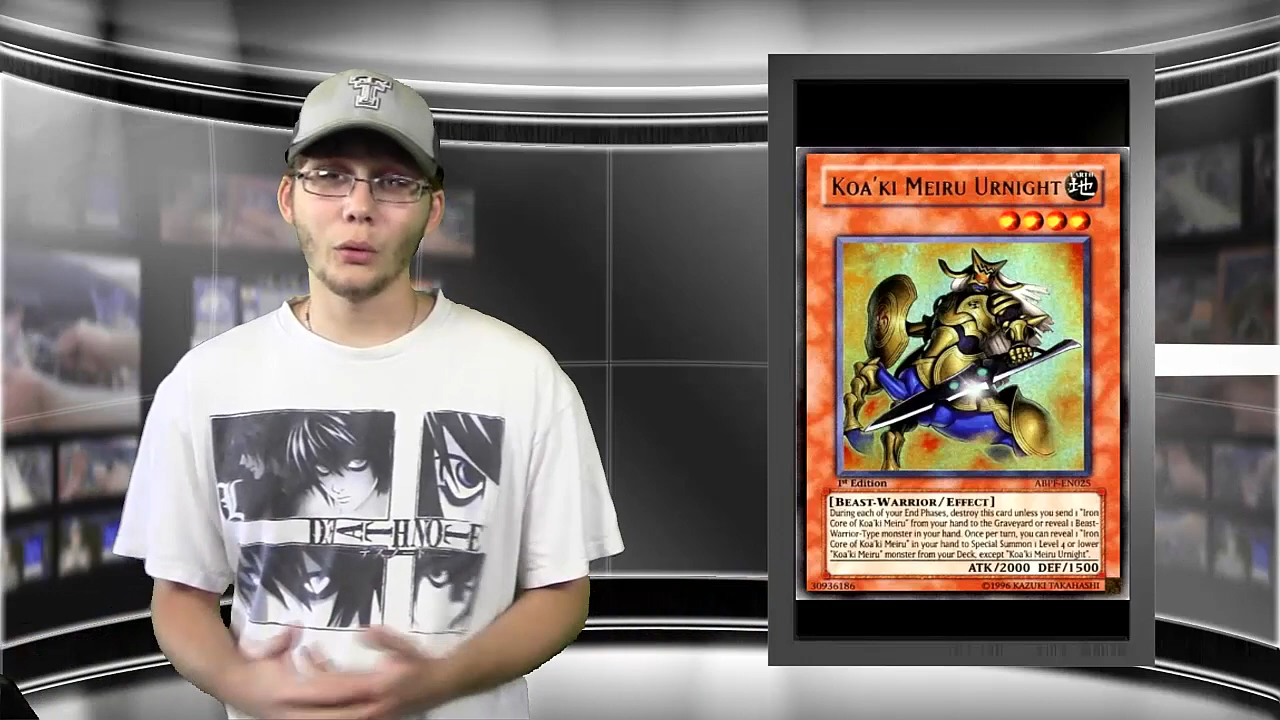 T
DEATH NOTE
KOA'KI MEIRU URNIGHT
EARTH
地
1st Edition
ABPF-EN025
[BEAST-WARRIOR/EFFECT]
During each of your End Phases, destroy this card unless you send 1 "Iron
Core of Koa'ki Meiru" from your hand to the Graveyard or reveal 1 Beast-
Warrior-Type monster in your hand. Once per turn, you can reveal 1 "Iron
Core of Koa'ki Meiru" in your hand to Special Summon 1 Level 4 or lower
"Koa'ki Meiru" monster from your Deck, except "Koa'ki Meiru Urnight".
ATK/2000 DEF/1500
30936186
©1996 KAZUKI TAKAHASHI